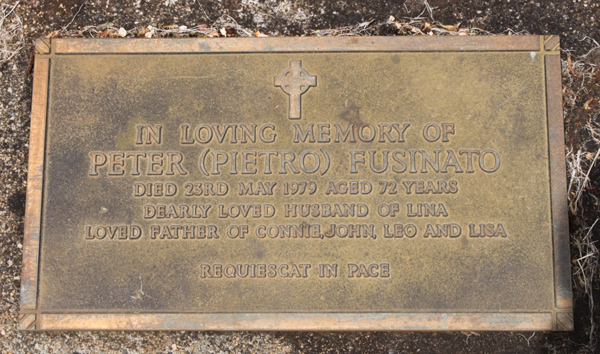 IN LOVING MEMORY OF
PETER (PIETRO) FUSINATO
DIED 23RD MAY 1979 AGED 72 YEARS
DEARLY LOVED HUSBAND OF LINA
LOVED FATHER OF CONNIE, JOHN, LEO AND LISA
REQUIESCAT IN PACE